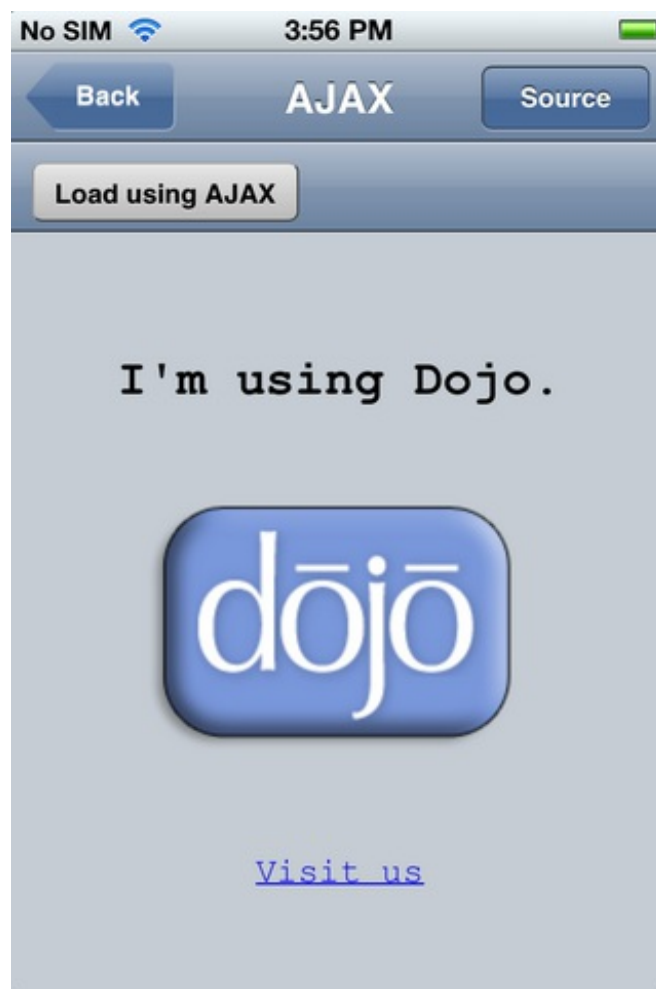 No SIM 3:56 PM
Back AJAX Source
Load using AJAX
I'm using Dojo.
dōjō
Visit us